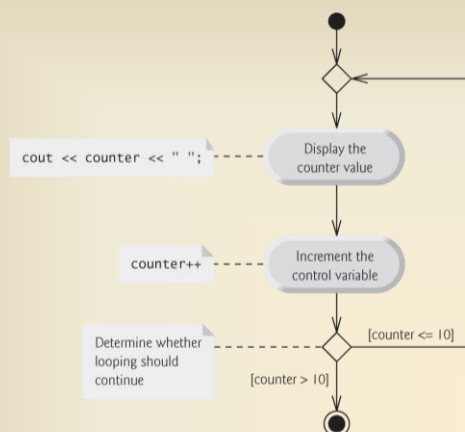 cout << counter << " ";
Display the
counter value
counter++
Increment the
control variable
Determine whether
looping should
continue
[counter <= 10]
[counter > 10]